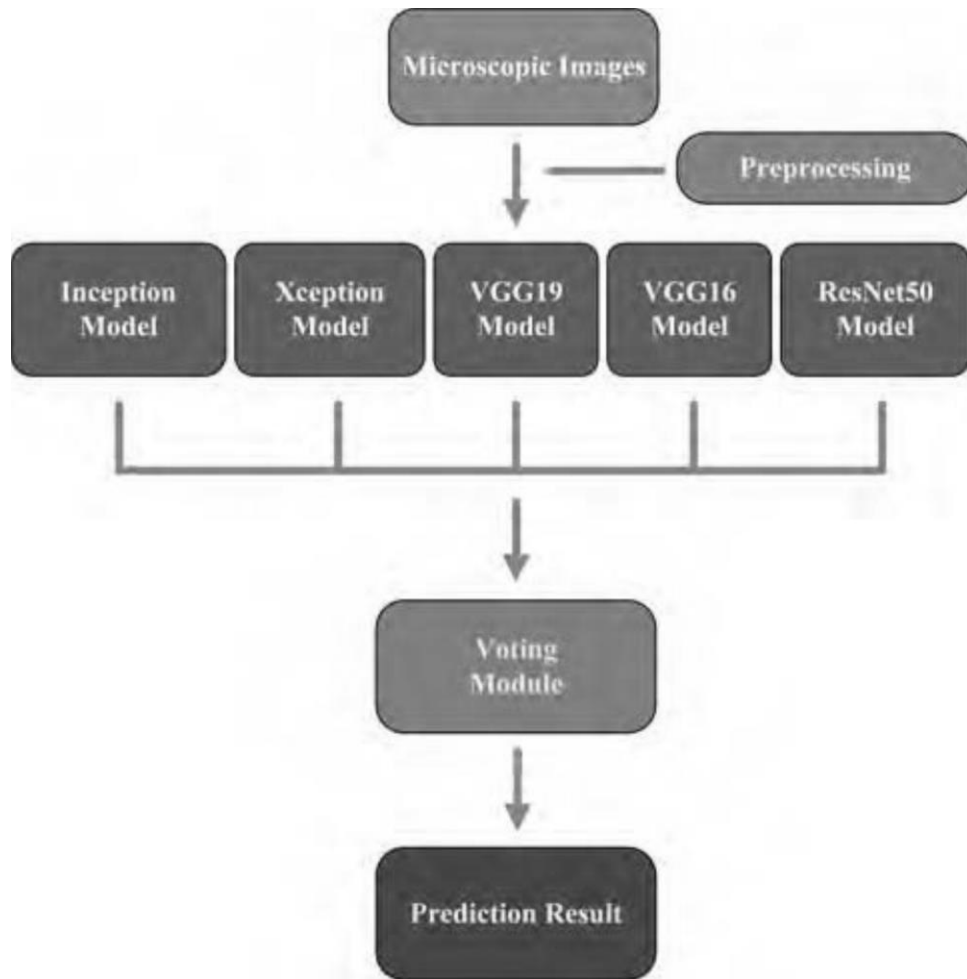 Microscopic Images
Preprocessing
Inception
Model
Xception
Model
VGG19
Model
VGG16
Model
ResNet50
Model
Voting
Module
Prediction Result